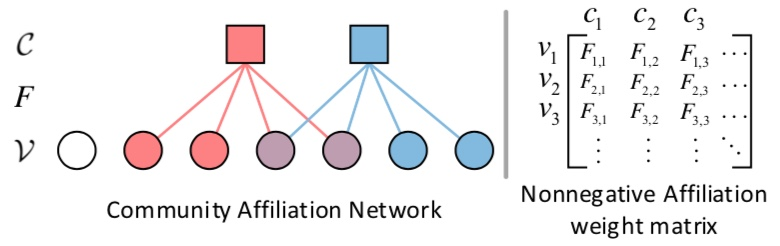 𝒞
F
𝒱
Community Affiliation Network
c₁ c₂ c₃
v₁ F₁,₁ F₁,₂ F₁,₃ ⋯
v₂ F₂,₁ F₂,₂ F₂,₃ ⋯
v₃ F₃,₁ F₃,₂ F₃,₃ ⋯
⋮ ⋮ ⋮ ⋱
Nonnegative Affiliation
weight matrix